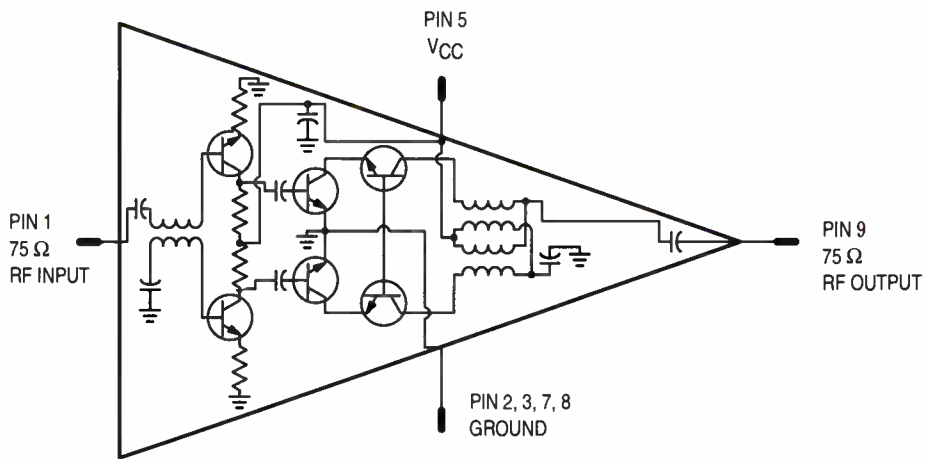 PIN 5
VCC
PIN 1
75 Ω
RF INPUT
PIN 9
75 Ω
RF OUTPUT
PIN 2, 3, 7, 8
GROUND